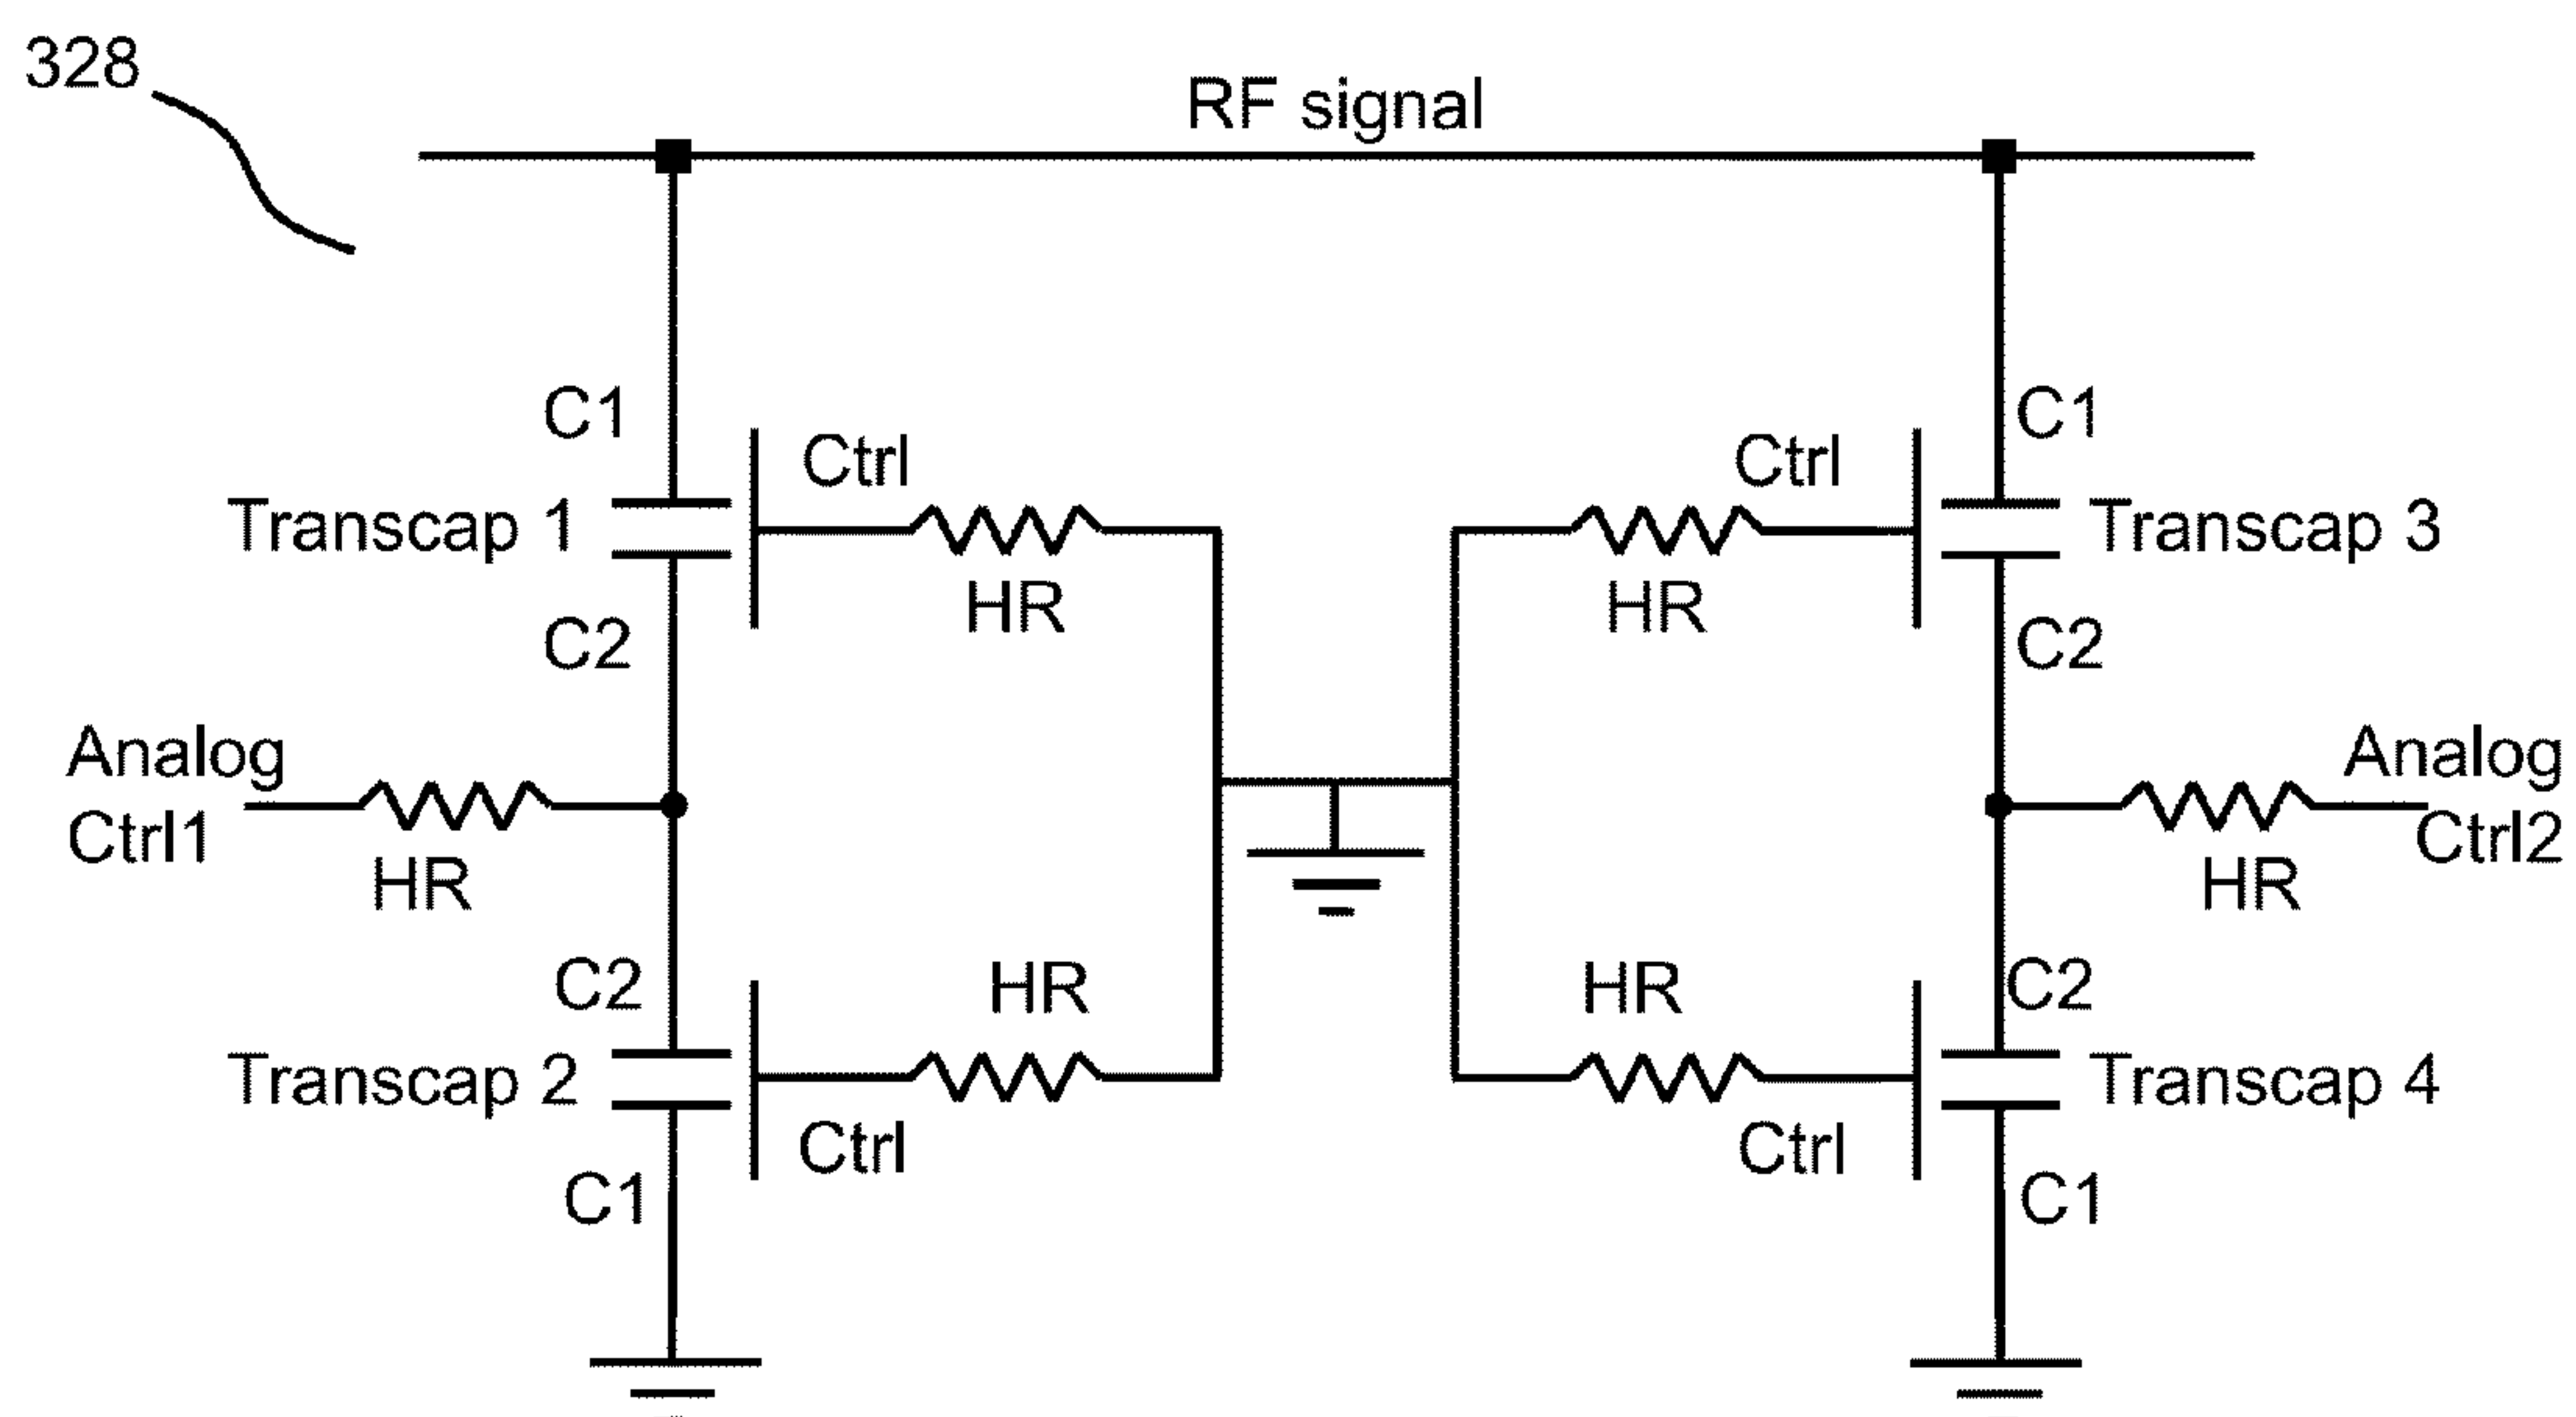 328
RF signal
C1
C1
Ctrl
Ctrl
Transcap 1
Transcap 3
HR
HR
C2
C2
Analog
Ctrl1
Analog
Ctrl2
HR
HR
C2
HR
HR
C2
Transcap 2
Transcap 4
Ctrl
Ctrl
C1
C1